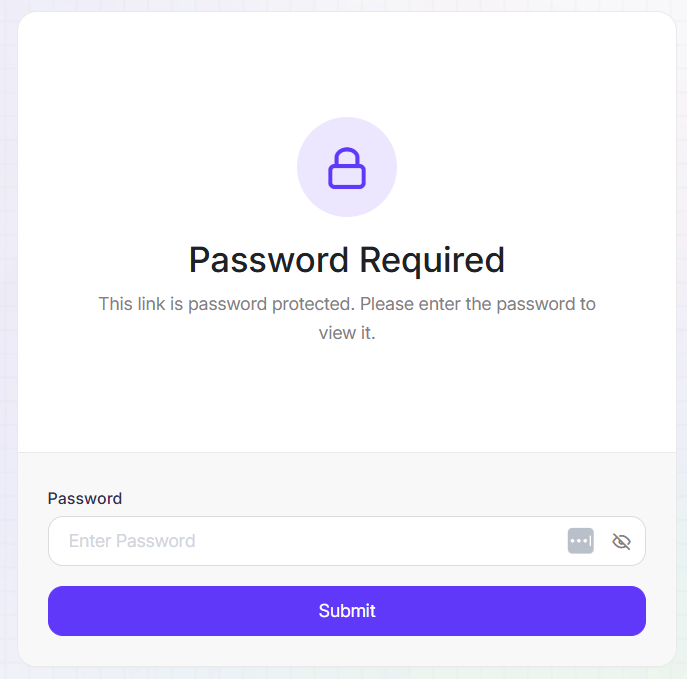 Password Required
This link is password protected. Please enter the password to
view it.
Password
Enter Password
Submit